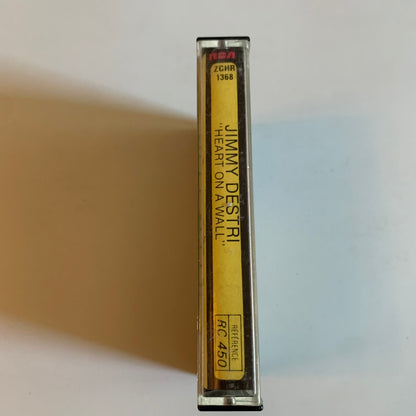 RCA
ZCHR
1368
JIMMY DESTRI
"HEART ON A WALL"
REFERENCE
RC 450